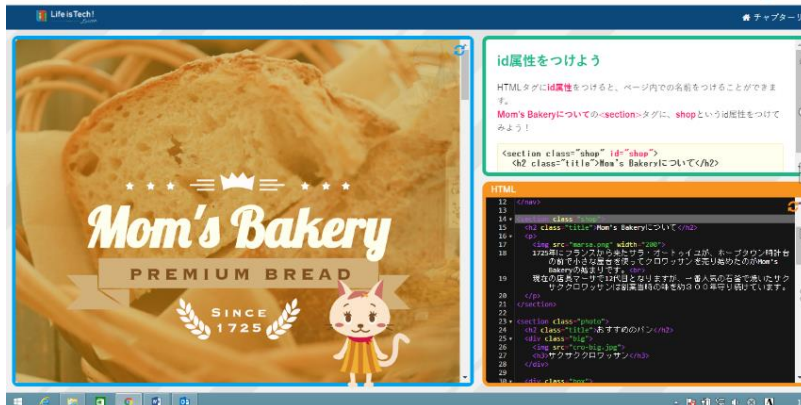 Life is Tech!
Lesson
チャプターリ
Mom's Bakery
PREMIUM BREAD
SINCE
1725
id属性をつけよう
HTMLタグにid属性をつけると、ページ内での名前をつけることができま
す。
Mom's Bakeryについての<section>タグに、shopというid属性をつけて
みよう！
<section class="shop" id="shop">
<h2 class="title">Mom's Bakeryについて</h2>
HTML
12 </nav>
13
14 <section class="shop">
15 <h2 class="title">Mom's Bakeryについて</h2>
16 <p>
17 <img src="marsa.png" width="200">
18 1725年にフランスから来たサラ・オートゥイユが、ホープタウン時計台
の前で小さな屋台を使ってクロワッサンを売り始めたのがMom's
Bakeryの始まりです。<br>
19 現在の店長マーサで12代目となりますが、一番人気の石釜で焼いたサク
サククロワッサンは創業当時の味を約３００年守り続けています。
20 </p>
21 </section>
22
23 <section class="photo">
24 <h2 class="title">おすすめのパン</h2>
25 <div class="big">
26 <img src="cro-big.jpg">
27 <h3>サクサククロワッサン</h3>
28 </div>
29
30 <div class="box">